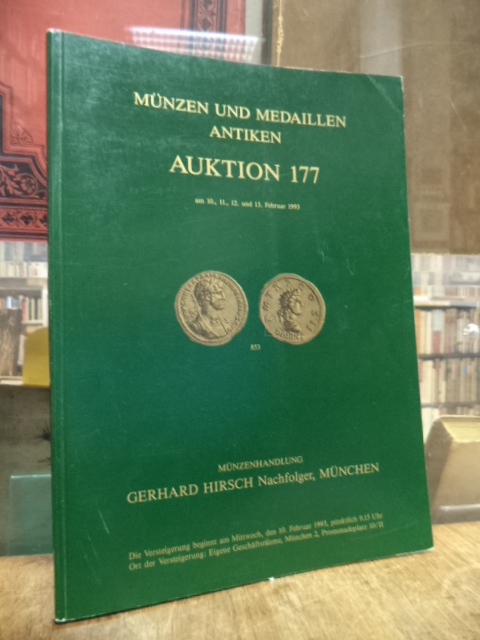 MÜNZEN UND MEDAILLEN
ANTIKEN
AUKTION 177
am 10., 11., 12. und 13. Februar 1993
853
MÜNZENHANDLUNG
GERHARD HIRSCH Nachfolger, MÜNCHEN
Die Versteigerung beginnt am Mittwoch, den 10. Februar 1993, pünktlich 9.15 Uhr
Ort der Versteigerung: Eigene Geschäftsräume, München 2, Promenadeplatz 10/II